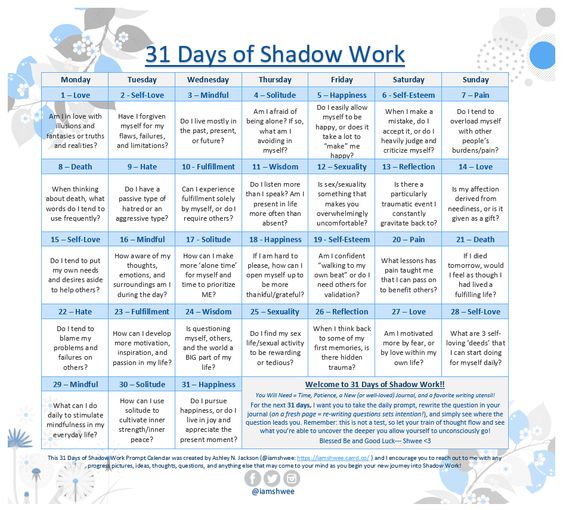 31 Days of Shadow Work
Monday Tuesday Wednesday Thursday Friday Saturday Sunday
1 – Love 2 - Self-Love 3 – Mindful 4 – Solitude 5 – Happiness 6 - Self-Esteem 7 – Pain
Am I in love with
illusions and
fantasies or truths
and realities?
Have I forgiven
myself for my
flaws, failures,
and limitations?
Do I live mostly in
the past, present,
or future?
Am I afraid of
being alone? If so,
what am I
avoiding in
myself?
Do I easily allow
myself to be
happy, or does it
take a lot to
"make" me
happy?
When I make a
mistake, do I
accept it, or do I
heavily judge and
criticize myself?
Do I tend to
overload myself
with other
people's
burdens/pain?
8 – Death 9 – Hate 10 - Fulfillment 11 – Wisdom 12 – Sexuality 13 – Reflection 14 – Love
When thinking
about death, what
words do I tend to
use frequently?
Do I have a
passive type of
hatred or an
aggressive type?
Can I experience
fulfillment solely
by myself, or do I
require others?
Do I listen more
than I speak? Am I
present in life
more often than
absent?
Is sex/sexuality
something that
makes you
overwhelmingly
uncomfortable?
Is there a
particularly
traumatic event I
constantly
gravitate back to?
Is my affection
derived from
neediness, or is it
given as a gift?
15 – Self-Love 16 – Mindful 17 - Solitude 18 - Happiness 19 - Self-Esteem 20 – Pain 21 – Death
Do I tend to put
my own needs
and desires aside
to help others?
How aware of my
thoughts,
emotions, and
surroundings am I
during the day?
How can I make
more 'alone time'
for myself and
time to prioritize
ME?
If I am hard to
please, how can I
open myself up to
be more
thankful/grateful?
Am I confident
"walking to my
own beat" or do I
need others for
validation?
What lessons has
pain taught me
that I can pass on
to benefit others?
If I died
tomorrow, would
I feel as though I
had lived a
fulfilling life?
22 – Hate 23 – Fulfillment 24 – Wisdom 25 – Sexuality 26 – Reflection 27 – Love 28 – Self-Love
Do I tend to
blame my
problems and
failures on
others?
How can I develop
more motivation,
inspiration, and
passion in my life?
Is questioning
myself, others,
and the world a
BIG part of my
life?
Do I find my sex
life/sexual activity
to be rewarding
or tedious?
When I think back
to some of my
first memories, is
there hidden
trauma?
Am I motivated
more by fear, or
by love within my
own life?
What are 3 self-
loving 'deeds' that
I can start doing
for myself daily?
29 – Mindful 30 – Solitude 31 – Happiness
What can I do
daily to stimulate
mindfulness in my
everyday life?
How can I use
solitude to
cultivate inner
strength/inner
peace?
Do I pursue
happiness, or do I
live in joy and
appreciate the
present moment?
Welcome to 31 Days of Shadow Work!!
You Will Need = Time, Patience, a New (or well-loved) Journal, and a favorite writing utensil!
For the next 31 days, I want you to take the daily prompt, rewrite the question in your
journal (on a fresh page = re-writing questions sets intention!), and simply see where the
question leads you. Remember: this is not a test, so let your train of thought flow and see
what you're able to uncover the deeper you allow yourself to unconsciously go!
Blessed Be and Good Luck— Shwee <3
This 31 Days of Shadow Work Prompt Calendar was created by Ashley N. Jackson (@iamshwee: https://iamshwee.carrd.co/ ) and I encourage you to reach out to me with any
progress pictures, ideas, thoughts, questions, and anything else that may come to your mind as you begin your new journey into Shadow Work!
@iamshwee